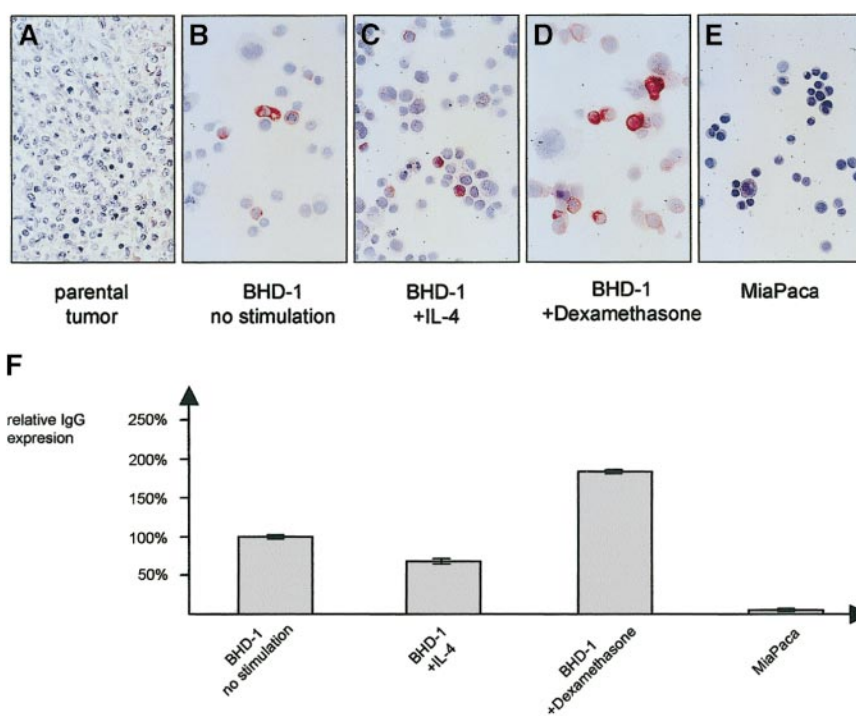 A
B
C
D
E
parental
tumor
BHD-1
no stimulation
BHD-1
+IL-4
BHD-1
+Dexamethasone
MiaPaca
F
relative IgG
expresion
250%
200%
150%
100%
50%
BHD-1
no stimulation
BHD-1
+IL-4
BHD-1
+Dexamethasone
MiaPaca